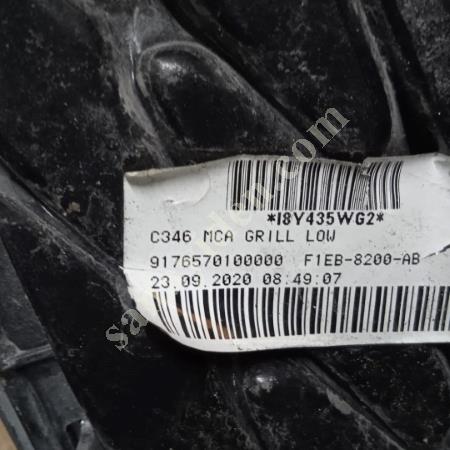 *I8Y435WG2*
C346 MCA GRILL LOW
9176570100000 F1EB-8200-AB
23.09.2020 08:49:07